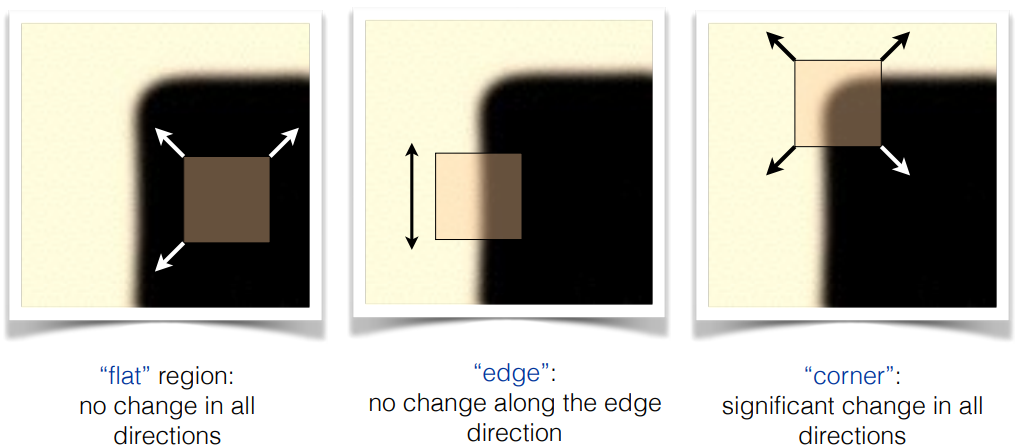 “flat” region:
no change in all
directions
“edge”:
no change along the edge
direction
“corner”:
significant change in all
directions